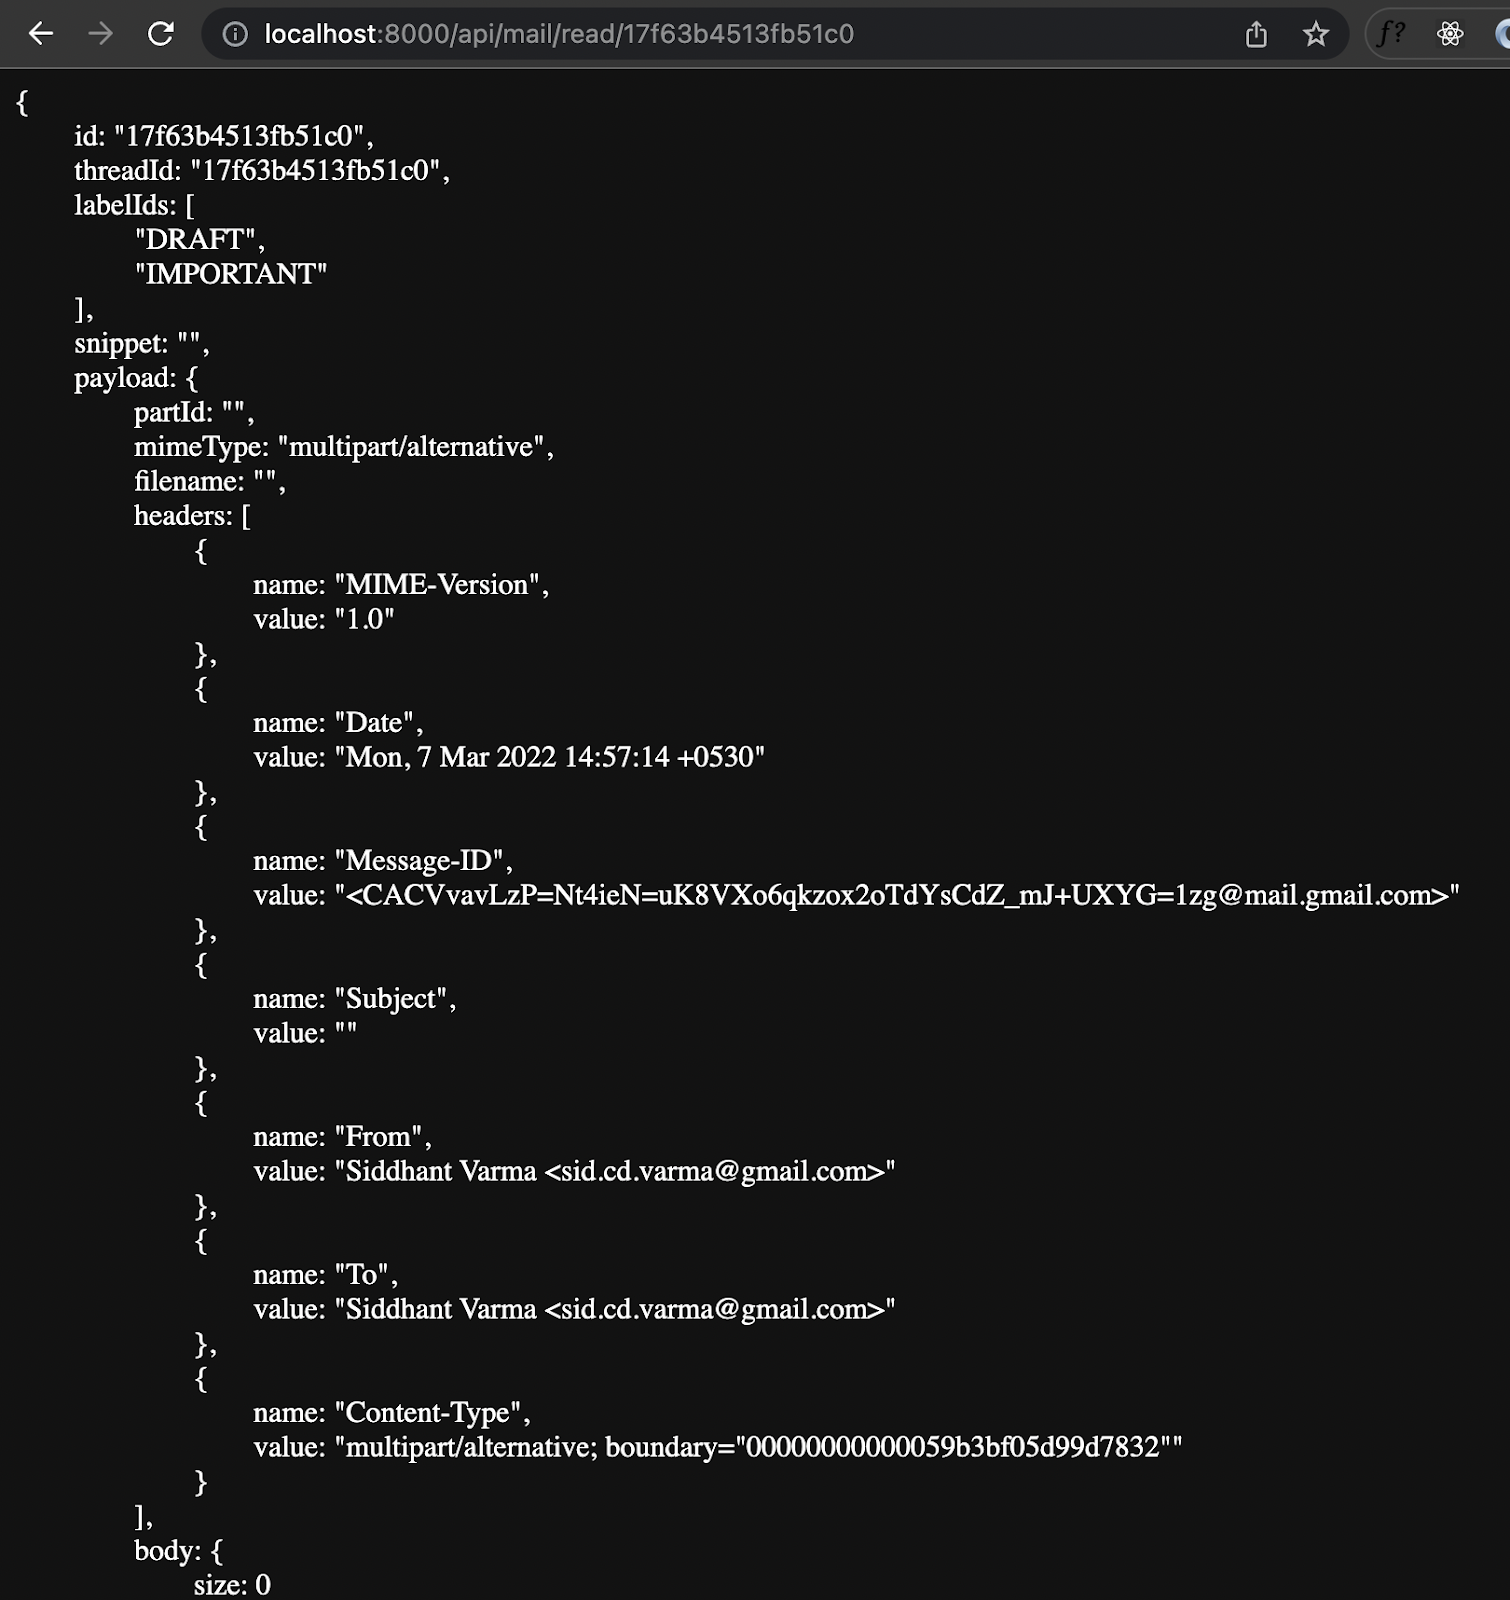 localhost:8000/api/mail/read/17f63b4513fb51c0 f?
{
id: "17f63b4513fb51c0",
threadId: "17f63b4513fb51c0",
labelIds: [
"DRAFT",
"IMPORTANT"
],
snippet: "",
payload: {
partId: "",
mimeType: "multipart/alternative",
filename: "",
headers: [
{
name: "MIME-Version",
value: "1.0"
},
{
name: "Date",
value: "Mon, 7 Mar 2022 14:57:14 +0530"
},
{
name: "Message-ID",
value: "<CACVvavLzP=Nt4ieN=uK8VXo6qkzox2oTdYsCdZ_mJ+UXYG=1zg@mail.gmail.com>"
},
{
name: "Subject",
value: ""
},
{
name: "From",
value: "Siddhant Varma <sid.cd.varma@gmail.com>"
},
{
name: "To",
value: "Siddhant Varma <sid.cd.varma@gmail.com>"
},
{
name: "Content-Type",
value: "multipart/alternative; boundary="00000000000059b3bf05d99d7832""
}
],
body: {
size: 0